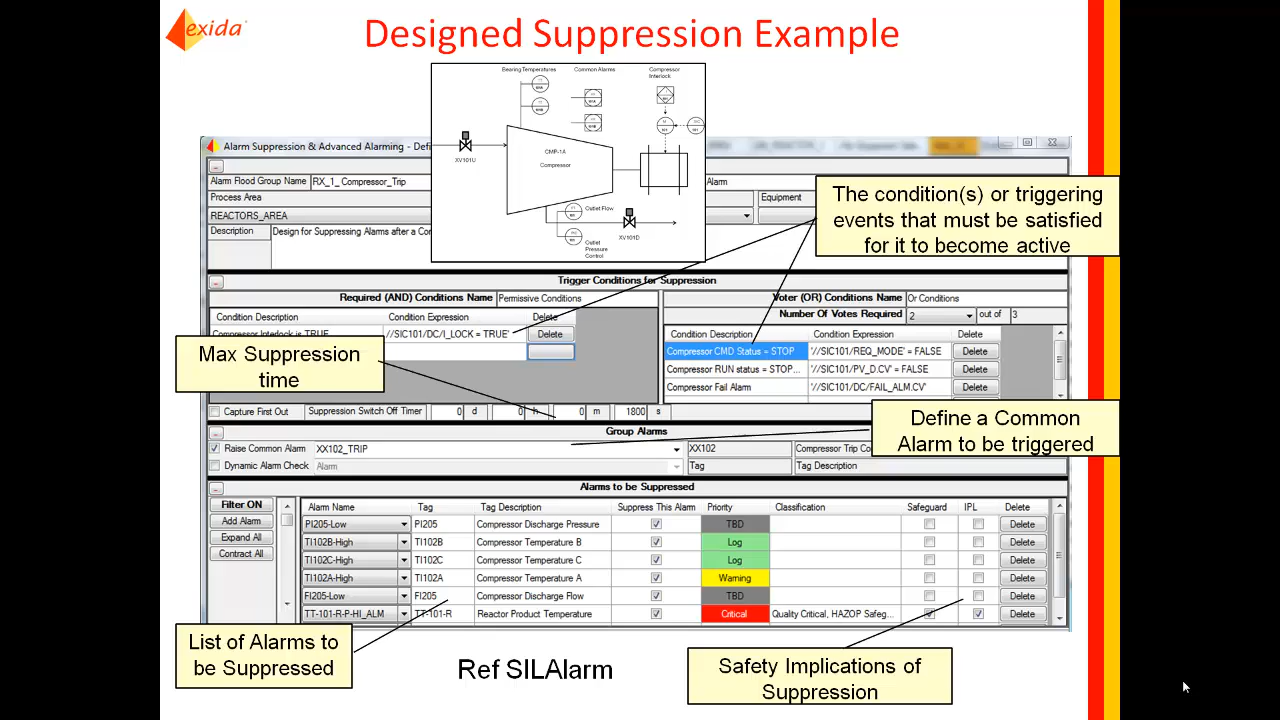 exida
Designed Suppression Example
Bearing Temperatures
Common Alarms
Compressor
Interlock
CMP-1A
Compressor
XV101U
Outlet Flow
XV101D
Outlet
Pressure
Control
Alarm Suppression & Advanced Alarming - Defi
Alarm Flood Group Name RX_1_ Compressor_Trip
Alarm
Process Area
Equipment
REACTORS_AREA
Description Design for Suppressing Alarms after a Co
The condition(s) or triggering
events that must be satisfied
for it to become active
Trigger Conditions for Suppression
Required (AND) Conditions Name Permissive Conditions
Voter (OR) Conditions Name Or Conditions
Number Of Votes Required 2 out of 3
Condition Description Condition Expression Delete
Compressor Interlock is TRUE '//SIC101/DC/I_LOCK = TRUE' Delete
Condition Description Condition Expression Delete
Compressor CMD Status = STOP '//SIC101/REQ_MODE' = FALSE Delete
Compressor RUN status = STOP... '//SIC101/PV_D.CV' = FALSE Delete
Compressor Fail Alarm '//SIC101/DC/FAIL_ALM.CV' Delete
Max Suppression
time
Capture First Out Suppression Switch Off Timer 0 d 0 h 0 m 1800 s
Define a Common
Alarm to be triggered
Group Alarms
Raise Common Alarm XX102_TRIP XX102 Compressor Trip Co
Dynamic Alarm Check Alarm Tag Tag Description
Alarms to be Suppressed
Filter ON
Add Alarm
Expand All
Contract All
Alarm Name Tag Tag Description Suppress This Alarm Priority Classification Safeguard IPL Delete
PI205-Low PI205 Compressor Discharge Pressure TBD Delete
TI102B-High TI102B Compressor Temperature B Log Delete
TI102C-High TI102C Compressor Temperature C Log Delete
TI102A-High TI102A Compressor Temperature A Warning Delete
FI205-Low FI205 Compressor Discharge Flow TBD Delete
TT-101-R-P-HI_ALM TT-101-R Reactor Product Temperature Critical Quality Critical, HAZOP Safeg... Delete
List of Alarms to
be Suppressed
Ref SILAlarm
Safety Implications of
Suppression